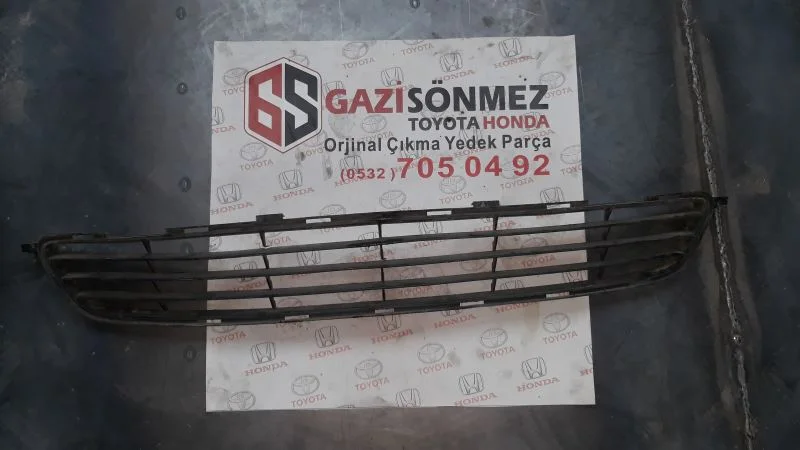 GS GAZİSÖNMEZ
TOYOTA HONDA
Orjinal Çıkma Yedek Parça
(0532) 705 04 92